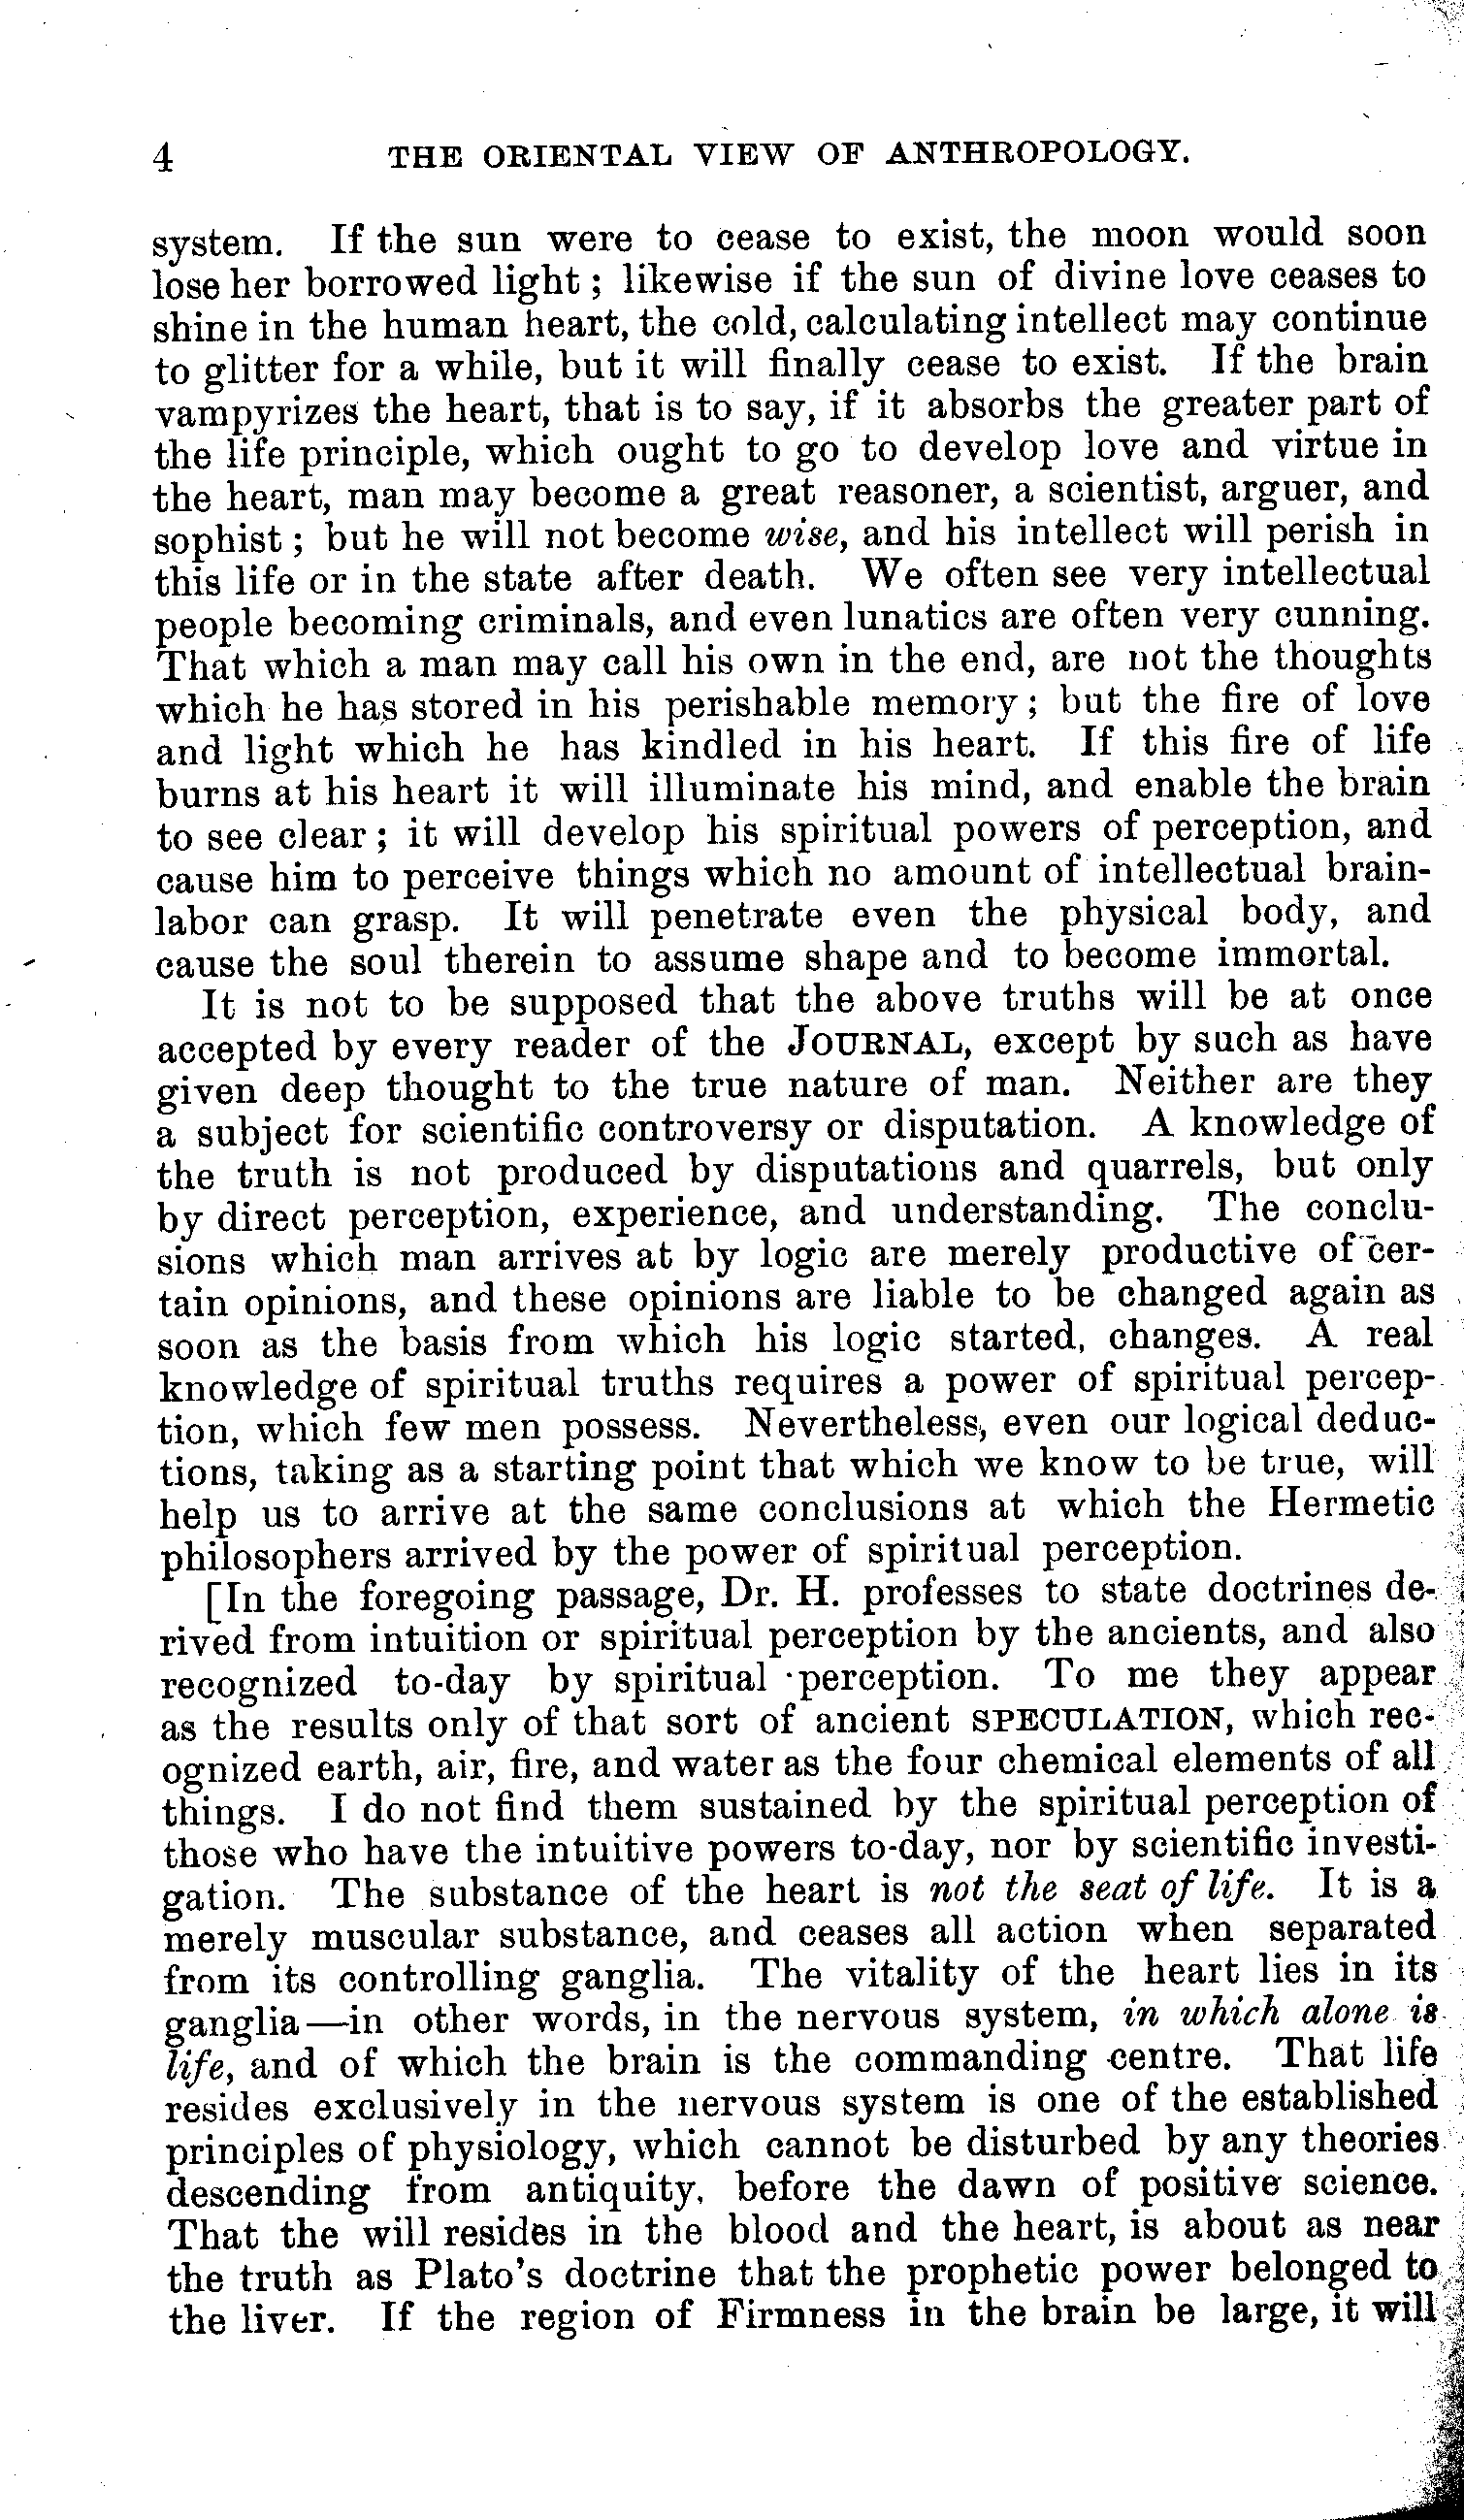 4 THE ORIENTAL VIEW OF ANTHROPOLOGY.
system. If the sun were to cease to exist, the moon would soon
lose her borrowed light; likewise if the sun of divine love ceases to
shine in the human heart, the cold, calculating intellect may continue
to glitter for a while, but it will finally cease to exist. If the brain
vampyrizes the heart, that is to say, if it absorbs the greater part of
the life principle, which ought to go to develop love and virtue in
the heart, man may become a great reasoner, a scientist, arguer, and
sophist; but he will not become wise, and his intellect will perish in
this life or in the state after death. We often see very intellectual
people becoming criminals, and even lunatics are often very cunning.
That which a man may call his own in the end, are not the thoughts
which he has stored in his perishable memory; but the fire of love
and light which he has kindled in his heart. If this fire of life
burns at his heart it will illuminate his mind, and enable the brain
to see clear; it will develop his spiritual powers of perception, and
cause him to perceive things which no amount of intellectual brain-
labor can grasp. It will penetrate even the physical body, and
cause the soul therein to assume shape and to become immortal.
It is not to be supposed that the above truths will be at once
accepted by every reader of the JOURNAL, except by such as have
given deep thought to the true nature of man. Neither are they
a subject for scientific controversy or disputation. A knowledge of
the truth is not produced by disputations and quarrels, but only
by direct perception, experience, and understanding. The conclu-
sions which man arrives at by logic are merely productive of cer-
tain opinions, and these opinions are liable to be changed again as
soon as the basis from which his logic started, changes. A real
knowledge of spiritual truths requires a power of spiritual percep-
tion, which few men possess. Nevertheless, even our logical deduc-
tions, taking as a starting point that which we know to be true, will
help us to arrive at the same conclusions at which the Hermetic
philosophers arrived by the power of spiritual perception.
[In the foregoing passage, Dr. H. professes to state doctrines de-
rived from intuition or spiritual perception by the ancients, and also
recognized to-day by spiritual perception. To me they appear
as the results only of that sort of ancient SPECULATION, which rec-
ognized earth, air, fire, and water as the four chemical elements of all
things. I do not find them sustained by the spiritual perception of
those who have the intuitive powers to-day, nor by scientific investi-
gation. The substance of the heart is not the seat of life. It is a
merely muscular substance, and ceases all action when separated
from its controlling ganglia. The vitality of the heart lies in its
ganglia—in other words, in the nervous system, in which alone is
life, and of which the brain is the commanding centre. That life
resides exclusively in the nervous system is one of the established
principles of physiology, which cannot be disturbed by any theories
descending from antiquity, before the dawn of positive science.
That the will resides in the blood and the heart, is about as near
the truth as Plato's doctrine that the prophetic power belonged to
the liver. If the region of Firmness in the brain be large, it will